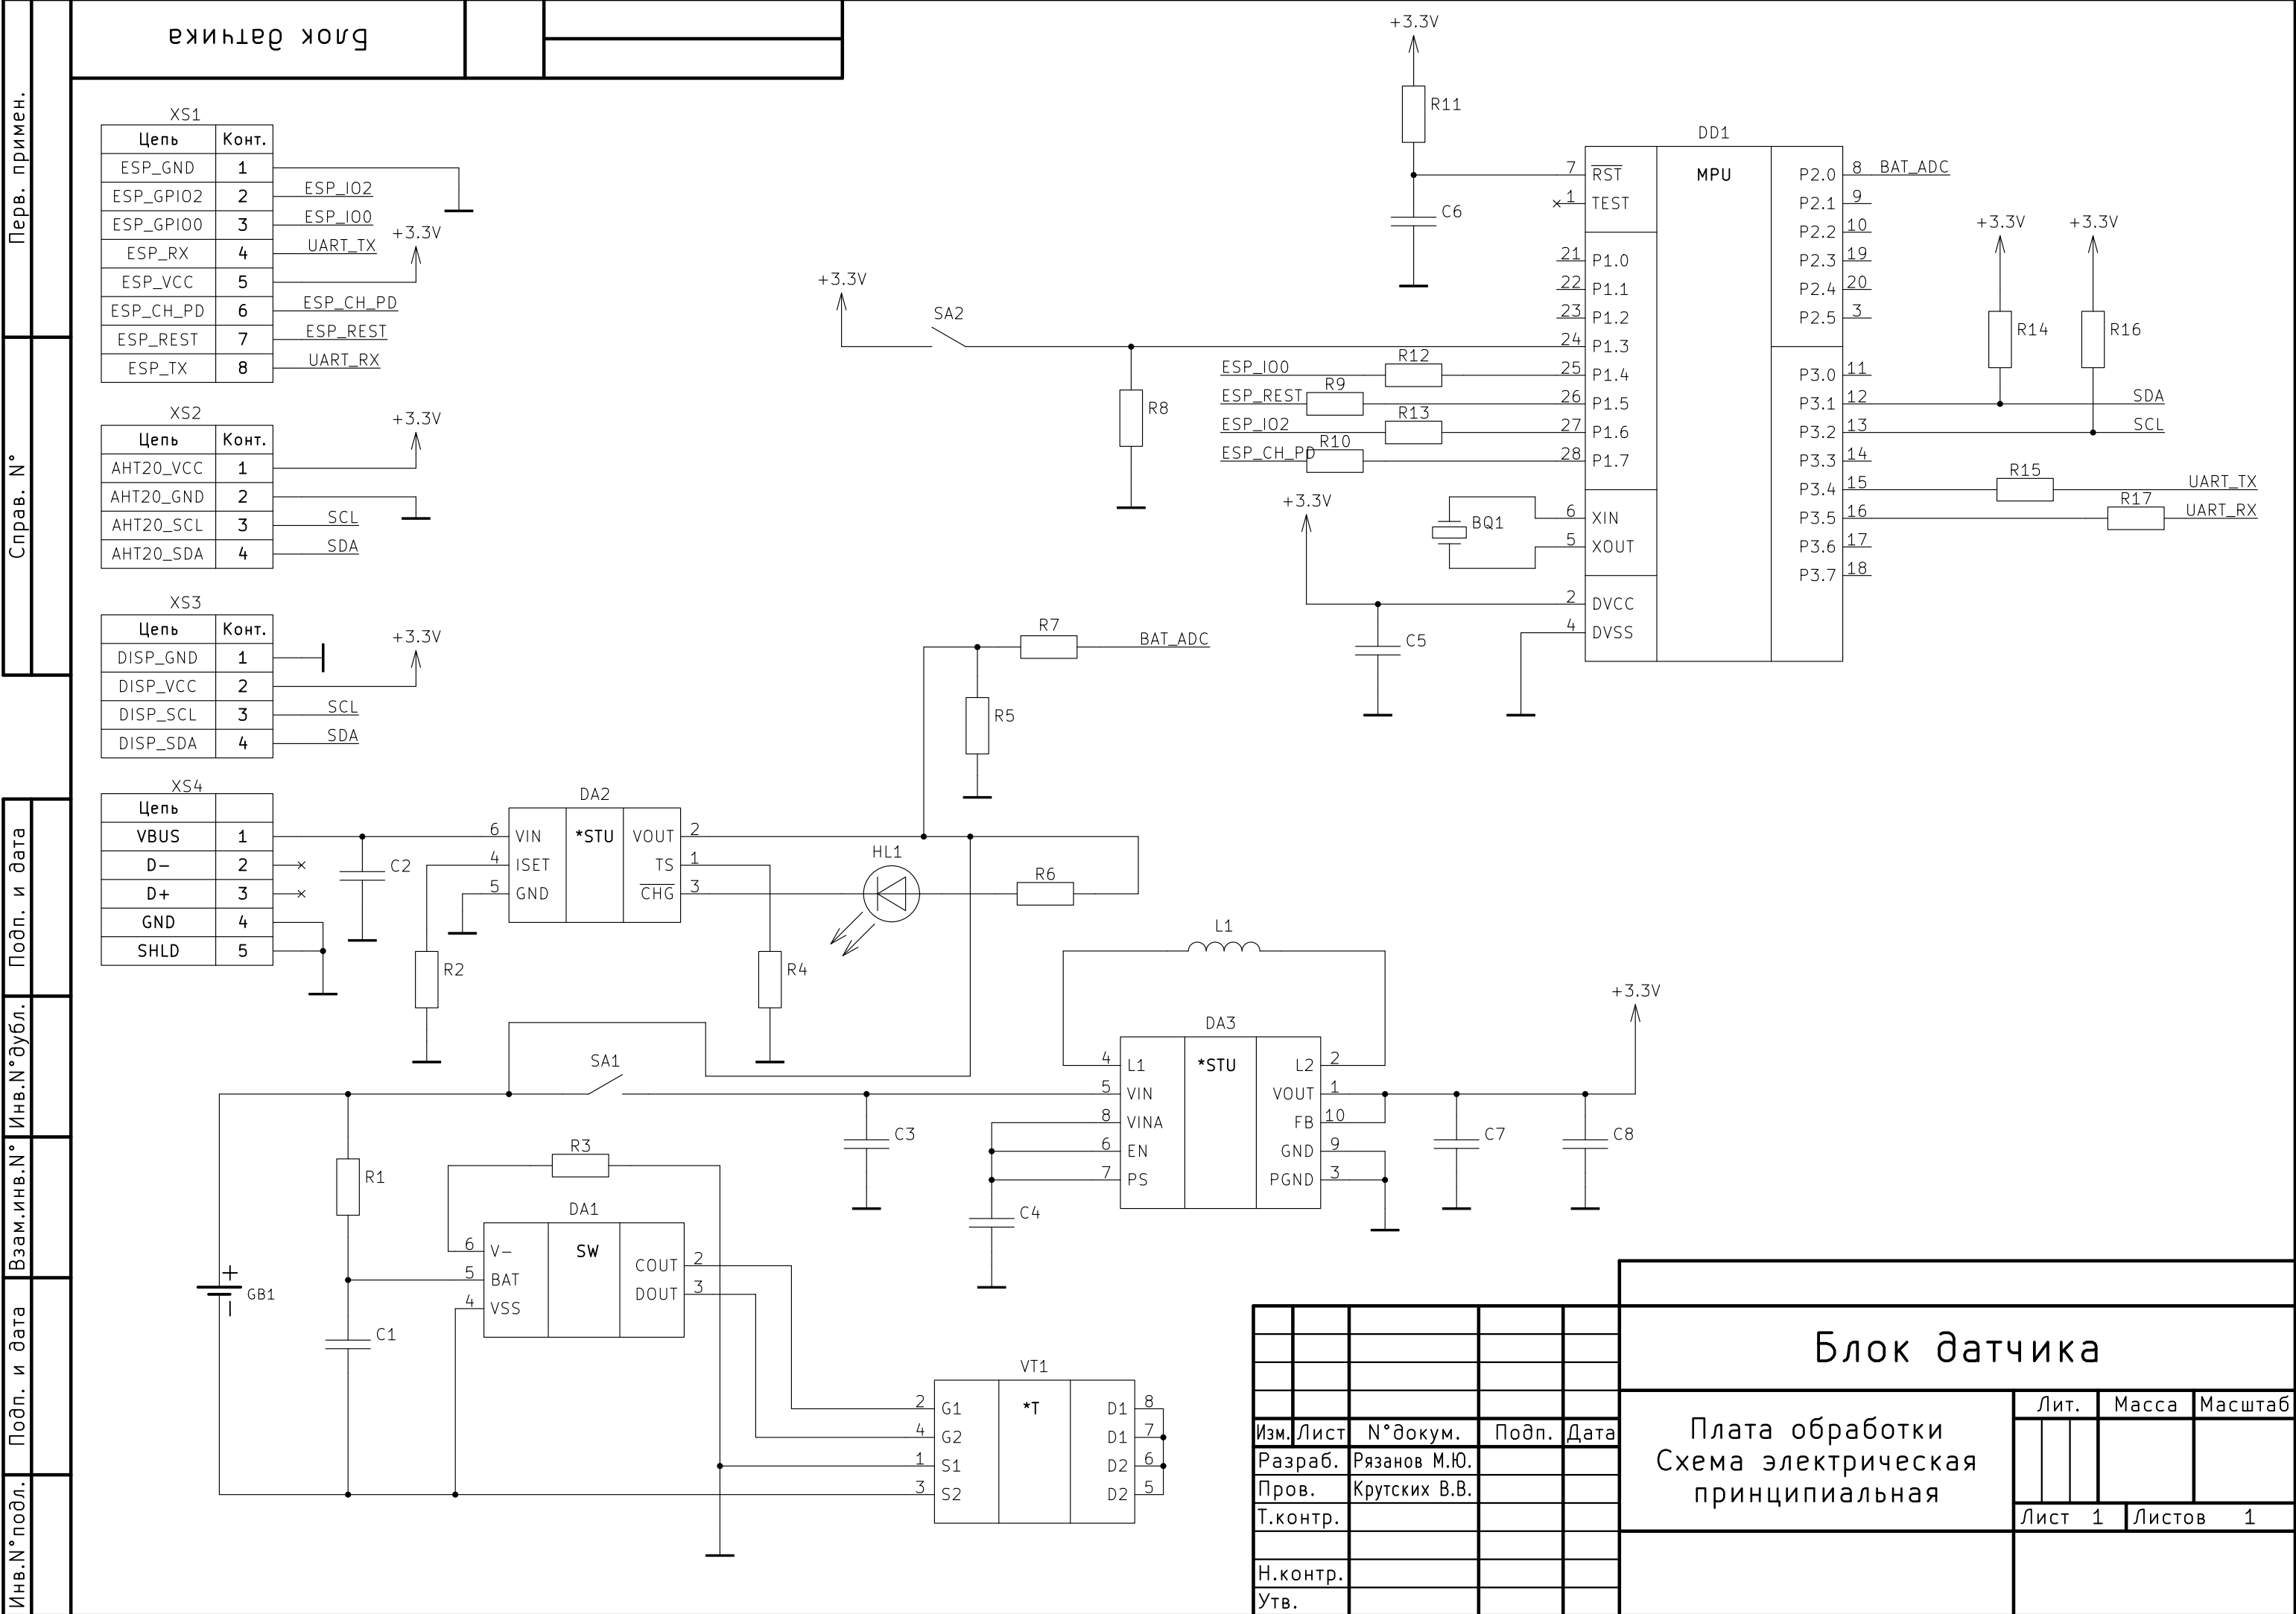 Блок датчика
Перв. примен.
Справ. N°
Подп. и дата
Инв.N°дубл.
Взам.инв.N°
Подп. и дата
Инв.N°подл.
XS1
Цепь Конт.
ESP_GND 1
ESP_GPIO2 2 ESP_IO2
ESP_GPIO0 3 ESP_IO0
ESP_RX 4 UART_TX +3.3V
ESP_VCC 5
ESP_CH_PD 6 ESP_CH_PD
ESP_REST 7 ESP_REST
ESP_TX 8 UART_RX
XS2
Цепь Конт.
+3.3V
AHT20_VCC 1
AHT20_GND 2
AHT20_SCL 3 SCL
AHT20_SDA 4 SDA
XS3
Цепь Конт.
+3.3V
DISP_GND 1
DISP_VCC 2
DISP_SCL 3 SCL
DISP_SDA 4 SDA
XS4
Цепь
VBUS 1
D- 2
D+ 3
GND 4
SHLD 5
C2
DA2
*STU
6 VIN
4 ISET
5 GND
VOUT 2
TS 1
CHG 3
R2
R4
HL1
R6
R5
R7
BAT_ADC
+3.3V
R11
C6
+3.3V
SA2
R8
ESP_IO0 R12
ESP_REST R9
ESP_IO2 R13
ESP_CH_PD R10
+3.3V
BQ1
C5
DD1
MPU
7 RST
1 TEST
21 P1.0
22 P1.1
23 P1.2
24 P1.3
25 P1.4
26 P1.5
27 P1.6
28 P1.7
6 XIN
5 XOUT
2 DVCC
4 DVSS
P2.0 8 BAT_ADC
P2.1 9
P2.2 10
P2.3 19
P2.4 20
P2.5 3
P3.0 11
P3.1 12 SDA
P3.2 13 SCL
P3.3 14
P3.4 15 R15 UART_TX
P3.5 16 R17 UART_RX
P3.6 17
P3.7 18
+3.3V
+3.3V
R14
R16
SA1
R1
R3
C1
GB1
+
DA1
SW
6 V-
5 BAT
4 VSS
COUT 2
DOUT 3
C3
C4
L1
DA3
*STU
4 L1
5 VIN
8 VINA
6 EN
7 PS
L2 2
VOUT 1
FB 10
GND 9
PGND 3
+3.3V
C7
C8
VT1
*T
2 G1
4 G2
1 S1
3 S2
D1 8
D1 7
D2 6
D2 5
Изм. Лист N°докум. Подп. Дата
Разраб. Рязанов М.Ю.
Пров. Крутских В.В.
Т.контр.
Н.контр.
Утв.
Блок датчика
Плата обработки
Схема электрическая
принципиальная
Лит. Масса Масштаб
Лист 1 Листов 1